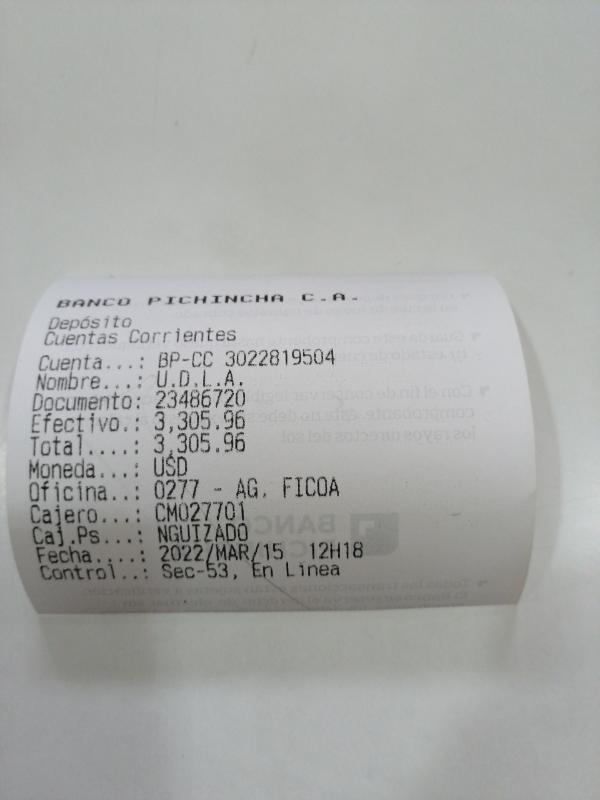 BANCO PICHINCHA C.A.
Depósito
Cuentas Corrientes
Cuenta...: BP-CC 3022819504
Nombre...: U.D.L.A.
Documento: 23486720
Efectivo.: 3,305.96
Total....: 3,305.96
Moneda...: USD
Oficina..: 0277 - AG. FICOA
Cajero...: CM027701
Caj.Ps...: NGUIZADO
Fecha....: 2022/MAR/15 12H18
Control..: Sec-53, En Linea